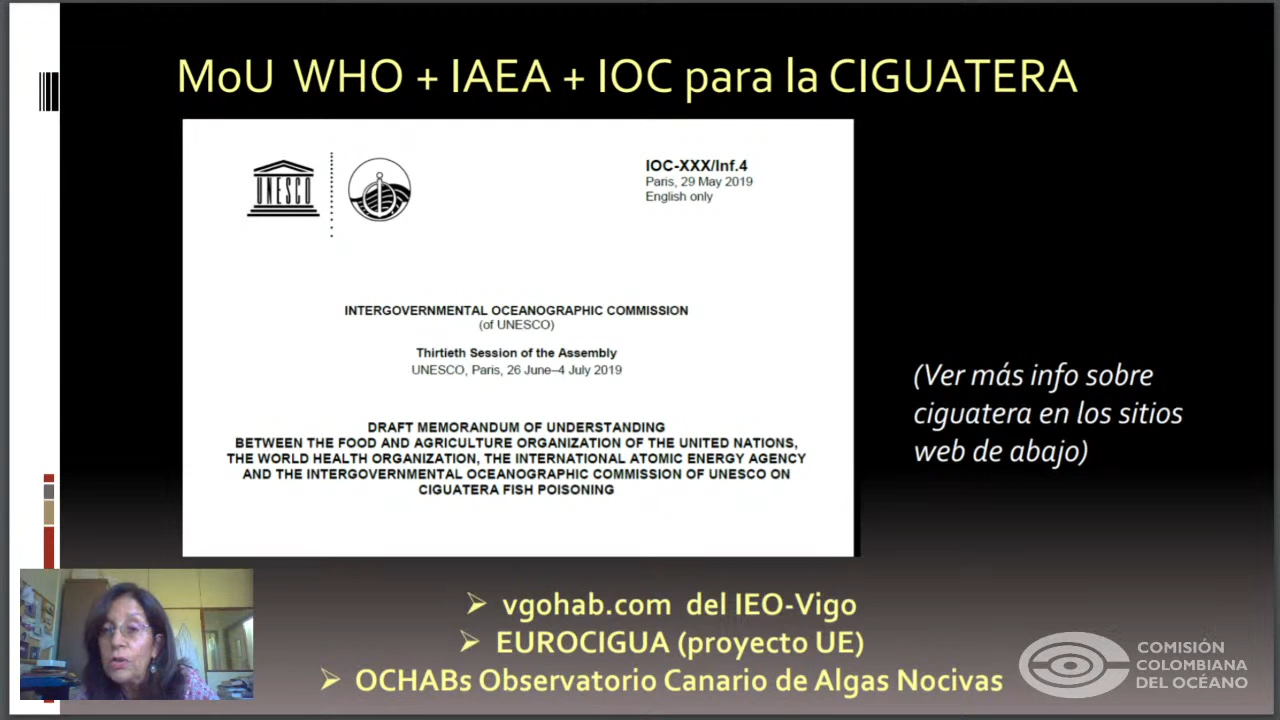 MoU WHO + IAEA + IOC para la CIGUATERA
UNESCO
IOC-XXX/Inf.4
Paris, 29 May 2019
English only
INTERGOVERNMENTAL OCEANOGRAPHIC COMMISSION
(of UNESCO)
Thirtieth Session of the Assembly
UNESCO, Paris, 26 June–4 July 2019
DRAFT MEMORANDUM OF UNDERSTANDING
BETWEEN THE FOOD AND AGRICULTURE ORGANIZATION OF THE UNITED NATIONS,
THE WORLD HEALTH ORGANIZATION, THE INTERNATIONAL ATOMIC ENERGY AGENCY
AND THE INTERGOVERNMENTAL OCEANOGRAPHIC COMMISSION OF UNESCO ON
CIGUATERA FISH POISONING
(Ver más info sobre
ciguatera en los sitios
web de abajo)
➢ vgohab.com del IEO-Vigo
➢ EUROCIGUA (proyecto UE)
➢ OCHABs Observatorio Canario de Algas Nocivas
COMISIÓN
COLOMBIANA
DEL OCÉANO